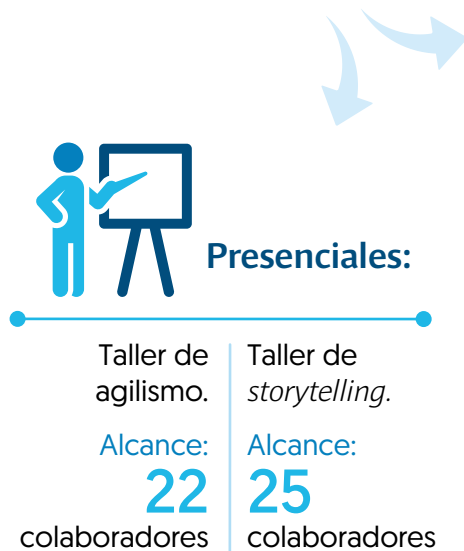 Presenciales:
Taller de
agilismo.
Alcance:
22
colaboradores
Taller de
storytelling.
Alcance:
25
colaboradores